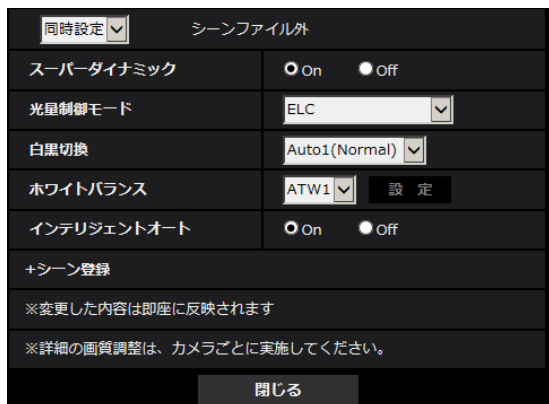 同時設定 シーンファイル外
スーパーダイナミック On Off
光量制御モード ELC
白黒切換 Auto1(Normal)
ホワイトバランス ATW1 設 定
インテリジェントオート On Off
+シーン登録
※変更した内容は即座に反映されます
※詳細の画質調整は、カメラごとに実施してください。
閉じる